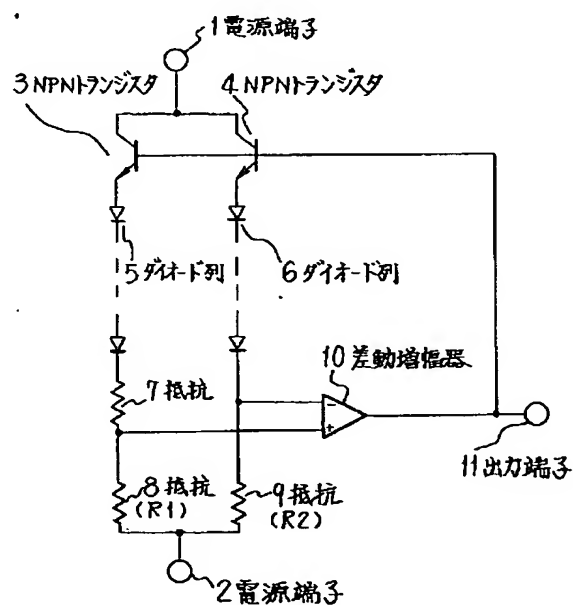 1電源端子
3 NPNトランジスタ
4 NPNトランジスタ
5ダイオード列
6ダイオード列
10差動増幅器
7抵抗
11出力端子
8抵抗
(R1)
9抵抗
(R2)
2電源端子